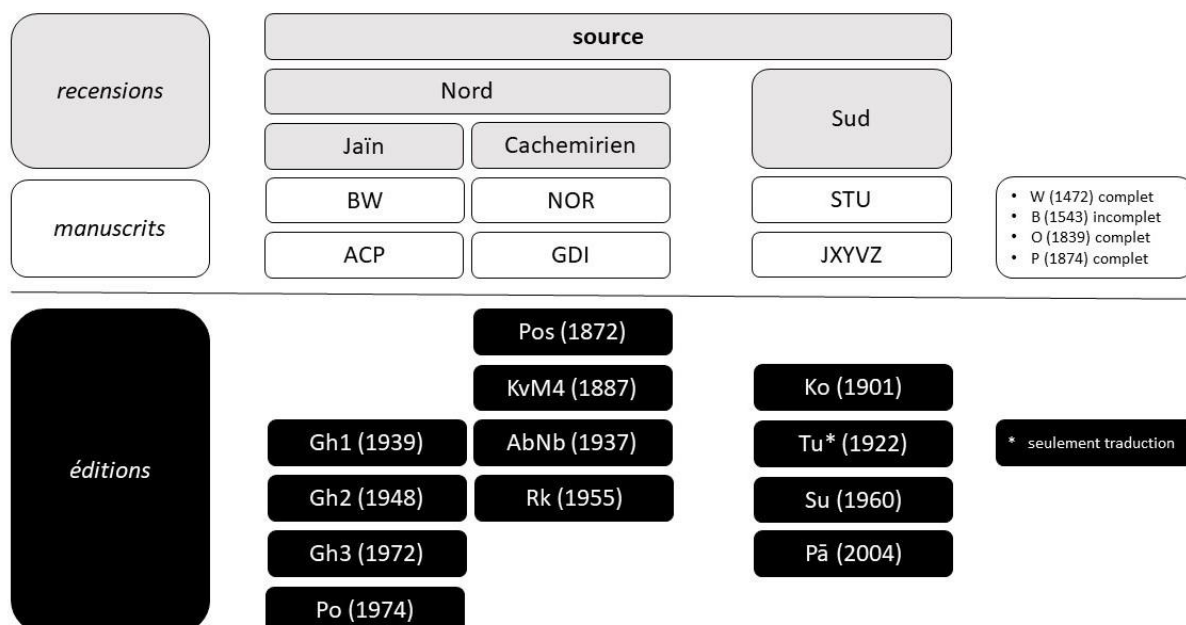 recensions
source
Nord
Sud
Jaïn
Cachemirien
manuscrits
BW
NOR
STU
ACP
GDI
JXYVZ
• W (1472) complet
• B (1543) incomplet
• O (1839) complet
• P (1874) complet
éditions
Pos (1872)
KvM4 (1887)
Ko (1901)
Gh1 (1939)
AbNb (1937)
Tu* (1922)
* seulement traduction
Gh2 (1948)
Rk (1955)
Su (1960)
Gh3 (1972)
Pā (2004)
Po (1974)